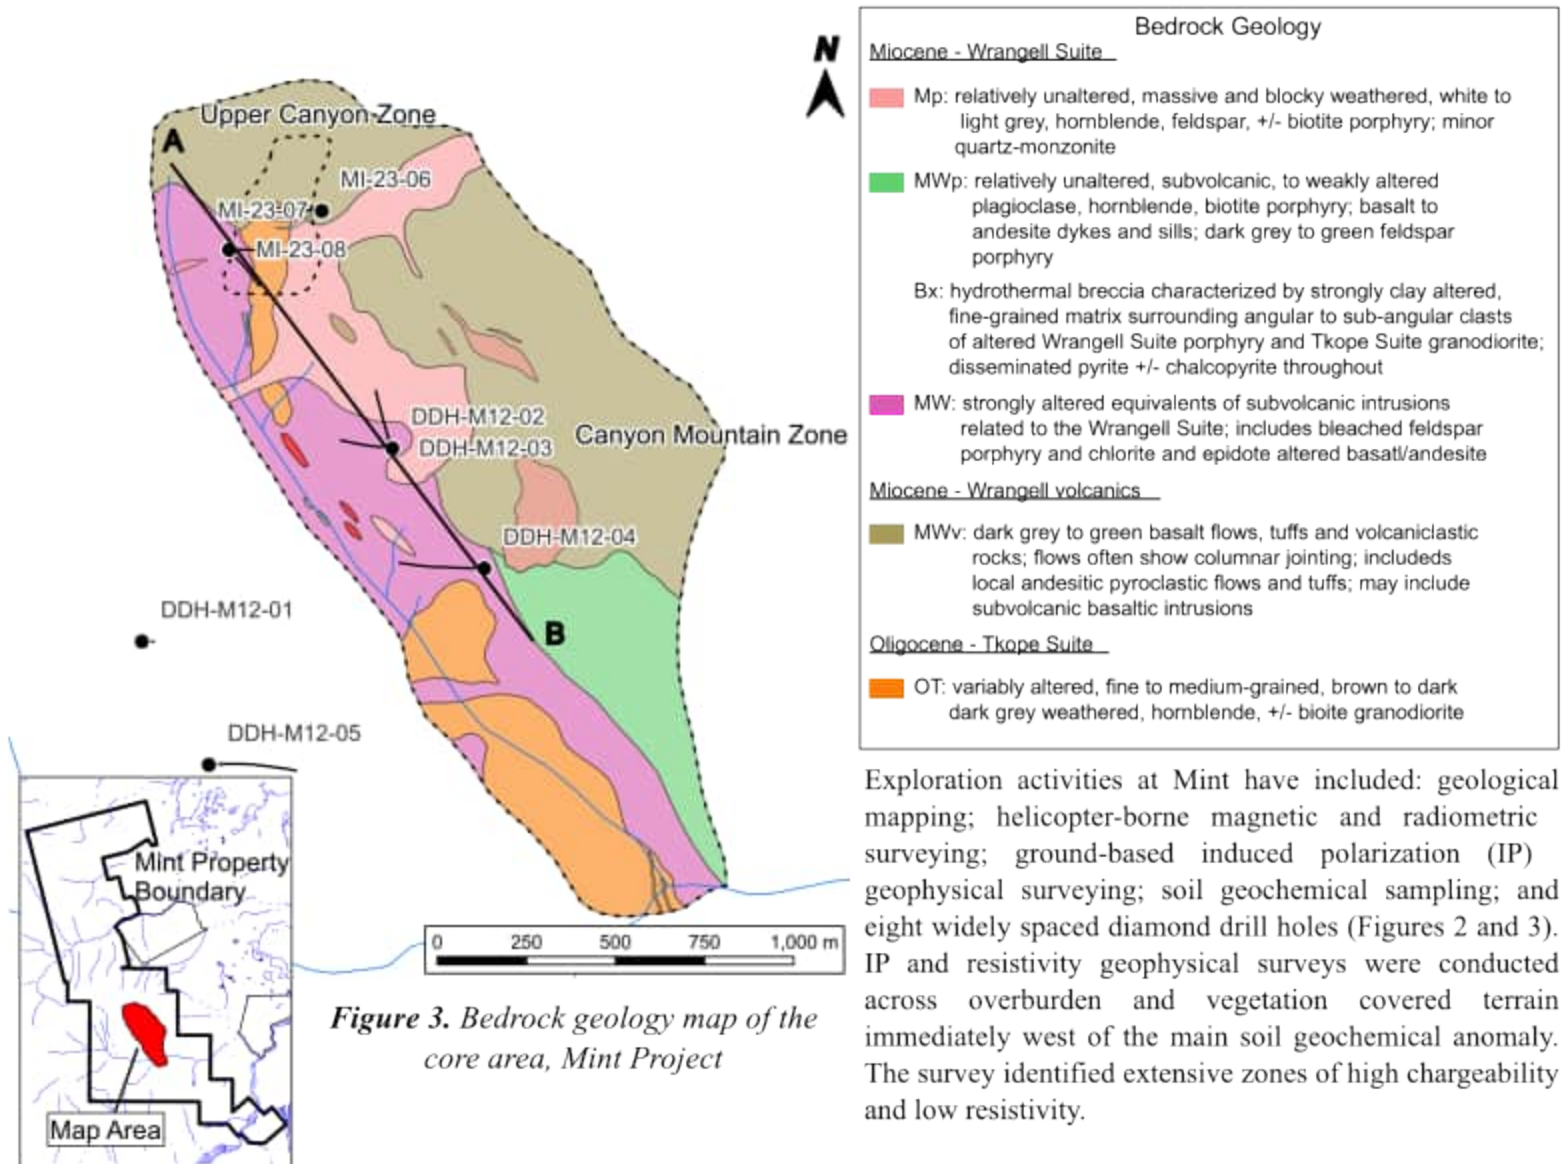 Upper Canyon Zone
N
A
MI-23-06
MI-23-07
MI-23-08
DDH-M12-02
DDH-M12-03
Canyon Mountain Zone
DDH-M12-04
DDH-M12-01
B
DDH-M12-05
Mint Property
Boundary
Map Area
0 250 500 750 1,000 m
Figure 3. Bedrock geology map of the
core area, Mint Project
Bedrock Geology
Miocene - Wrangell Suite
Mp: relatively unaltered, massive and blocky weathered, white to
light grey, hornblende, feldspar, +/- biotite porphyry; minor
quartz-monzonite
MWp: relatively unaltered, subvolcanic, to weakly altered
plagioclase, hornblende, biotite porphyry; basalt to
andesite dykes and sills; dark grey to green feldspar
porphyry
Bx: hydrothermal breccia characterized by strongly clay altered,
fine-grained matrix surrounding angular to sub-angular clasts
of altered Wrangell Suite porphyry and Tkope Suite granodiorite;
disseminated pyrite +/- chalcopyrite throughout
MW: strongly altered equivalents of subvolcanic intrusions
related to the Wrangell Suite; includes bleached feldspar
porphyry and chlorite and epidote altered basatl/andesite
Miocene - Wrangell volcanics
MWv: dark grey to green basalt flows, tuffs and volcaniclastic
rocks; flows often show columnar jointing; includeds
local andesitic pyroclastic flows and tuffs; may include
subvolcanic basaltic intrusions
Oligocene - Tkope Suite
OT: variably altered, fine to medium-grained, brown to dark
dark grey weathered, hornblende, +/- bioite granodiorite
Exploration activities at Mint have included: geological
mapping; helicopter-borne magnetic and radiometric
surveying; ground-based induced polarization (IP)
geophysical surveying; soil geochemical sampling; and
eight widely spaced diamond drill holes (Figures 2 and 3).
IP and resistivity geophysical surveys were conducted
across overburden and vegetation covered terrain
immediately west of the main soil geochemical anomaly.
The survey identified extensive zones of high chargeability
and low resistivity.